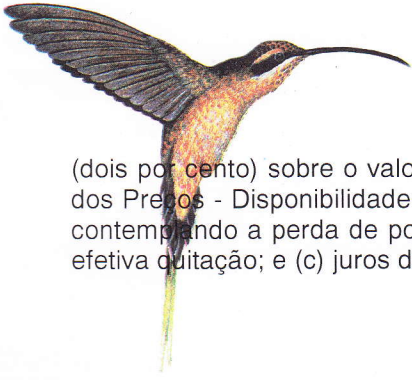 (dois por cento) sobre o valo
dos Preços - Disponibilidade
contemplando a perda de po
efetiva quitação; e (c) juros d